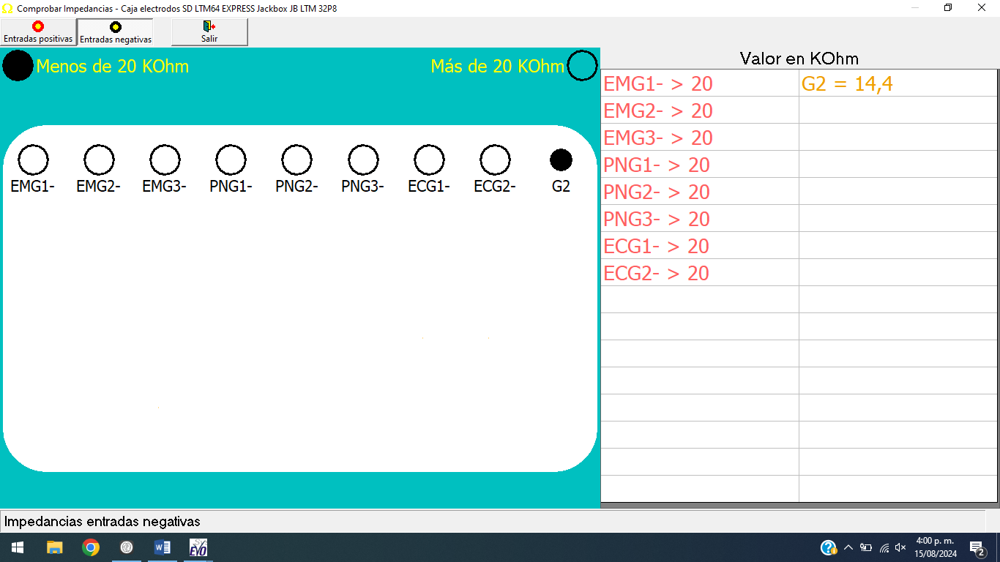 Comprobar Impedancias - Caja electrodos SD LTM64 EXPRESS Jackbox JB LTM 32P8
Entradas positivas Entradas negativas Salir
Menos de 20 KOhm Más de 20 KOhm
Valor en KOhm
EMG1- > 20 G2 = 14,4
EMG2- > 20
EMG3- > 20
PNG1- > 20
PNG2- > 20
PNG3- > 20
ECG1- > 20
ECG2- > 20
EMG1- EMG2- EMG3- PNG1- PNG2- PNG3- ECG1- ECG2- G2
Impedancias entradas negativas
EVO
4:00 p. m.
15/08/2024
2